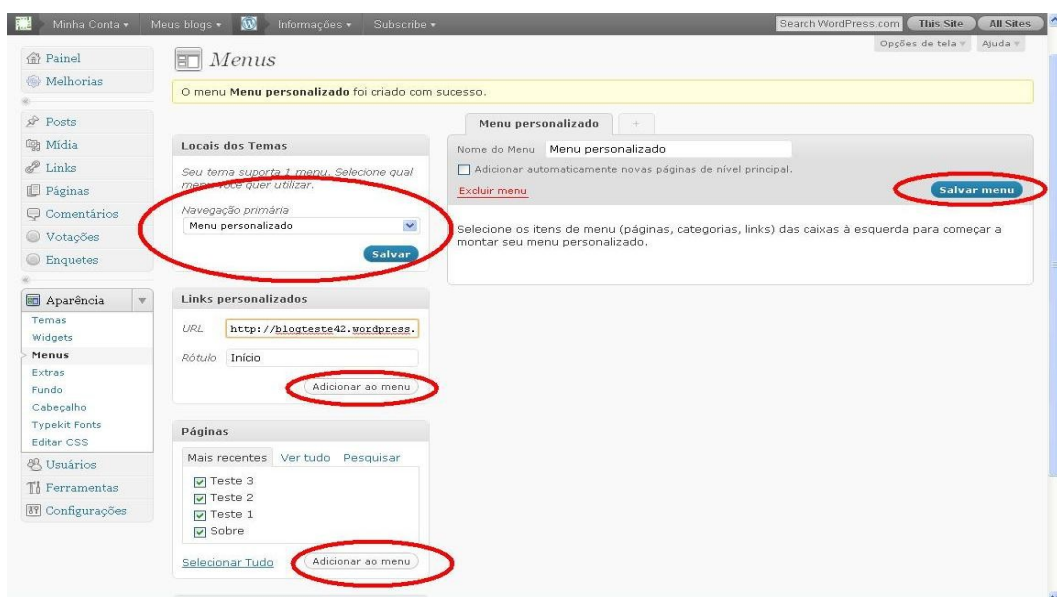 Minha Conta Meus blogs Informações Subscribe Search WordPress.com This Site All Sites
Opções de tela Ajuda
Painel
Melhorias
Posts
Mídia
Links
Páginas
Comentários
Votações
Enquetes
Aparência
Temas
Widgets
Menus
Extras
Fundo
Cabeçalho
Typekit Fonts
Editar CSS
Usuários
Ferramentas
Configurações
Menus
O menu Menu personalizado foi criado com sucesso.
Locais dos Temas
Seu tema suporta 1 menu. Selecione qual
menu você quer utilizar.
Navegação primária
Menu personalizado
Salvar
Links personalizados
URL http://blogteste42.wordpress.
Rótulo Início
Adicionar ao menu
Páginas
Mais recentes Ver tudo Pesquisar
Teste 3
Teste 2
Teste 1
Sobre
Selecionar Tudo Adicionar ao menu
Menu personalizado +
Nome do Menu Menu personalizado
Adicionar automaticamente novas páginas de nível principal.
Excluir menu Salvar menu
Selecione os itens de menu (páginas, categorias, links) das caixas à esquerda para começar a
montar seu menu personalizado.